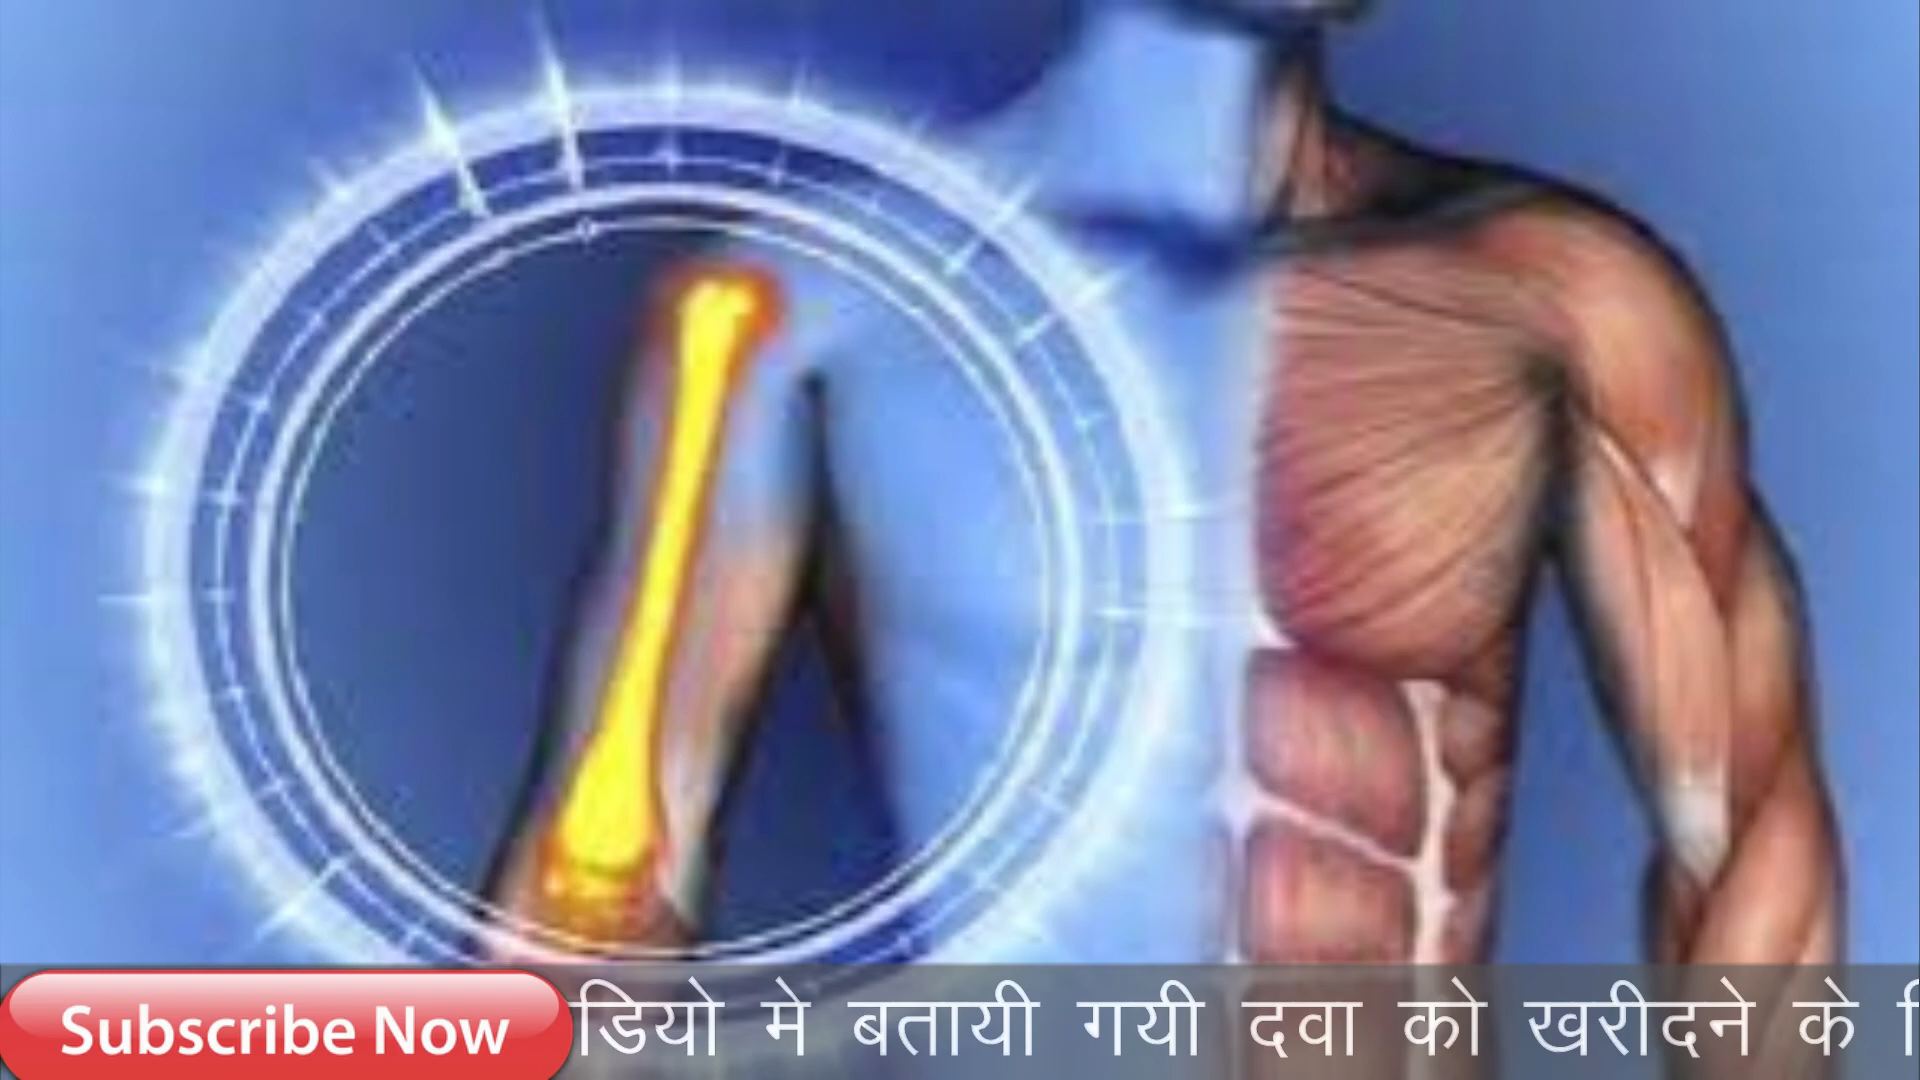 Subscribe Now
डियो मे बतायी गयी दवा को खरीदने के